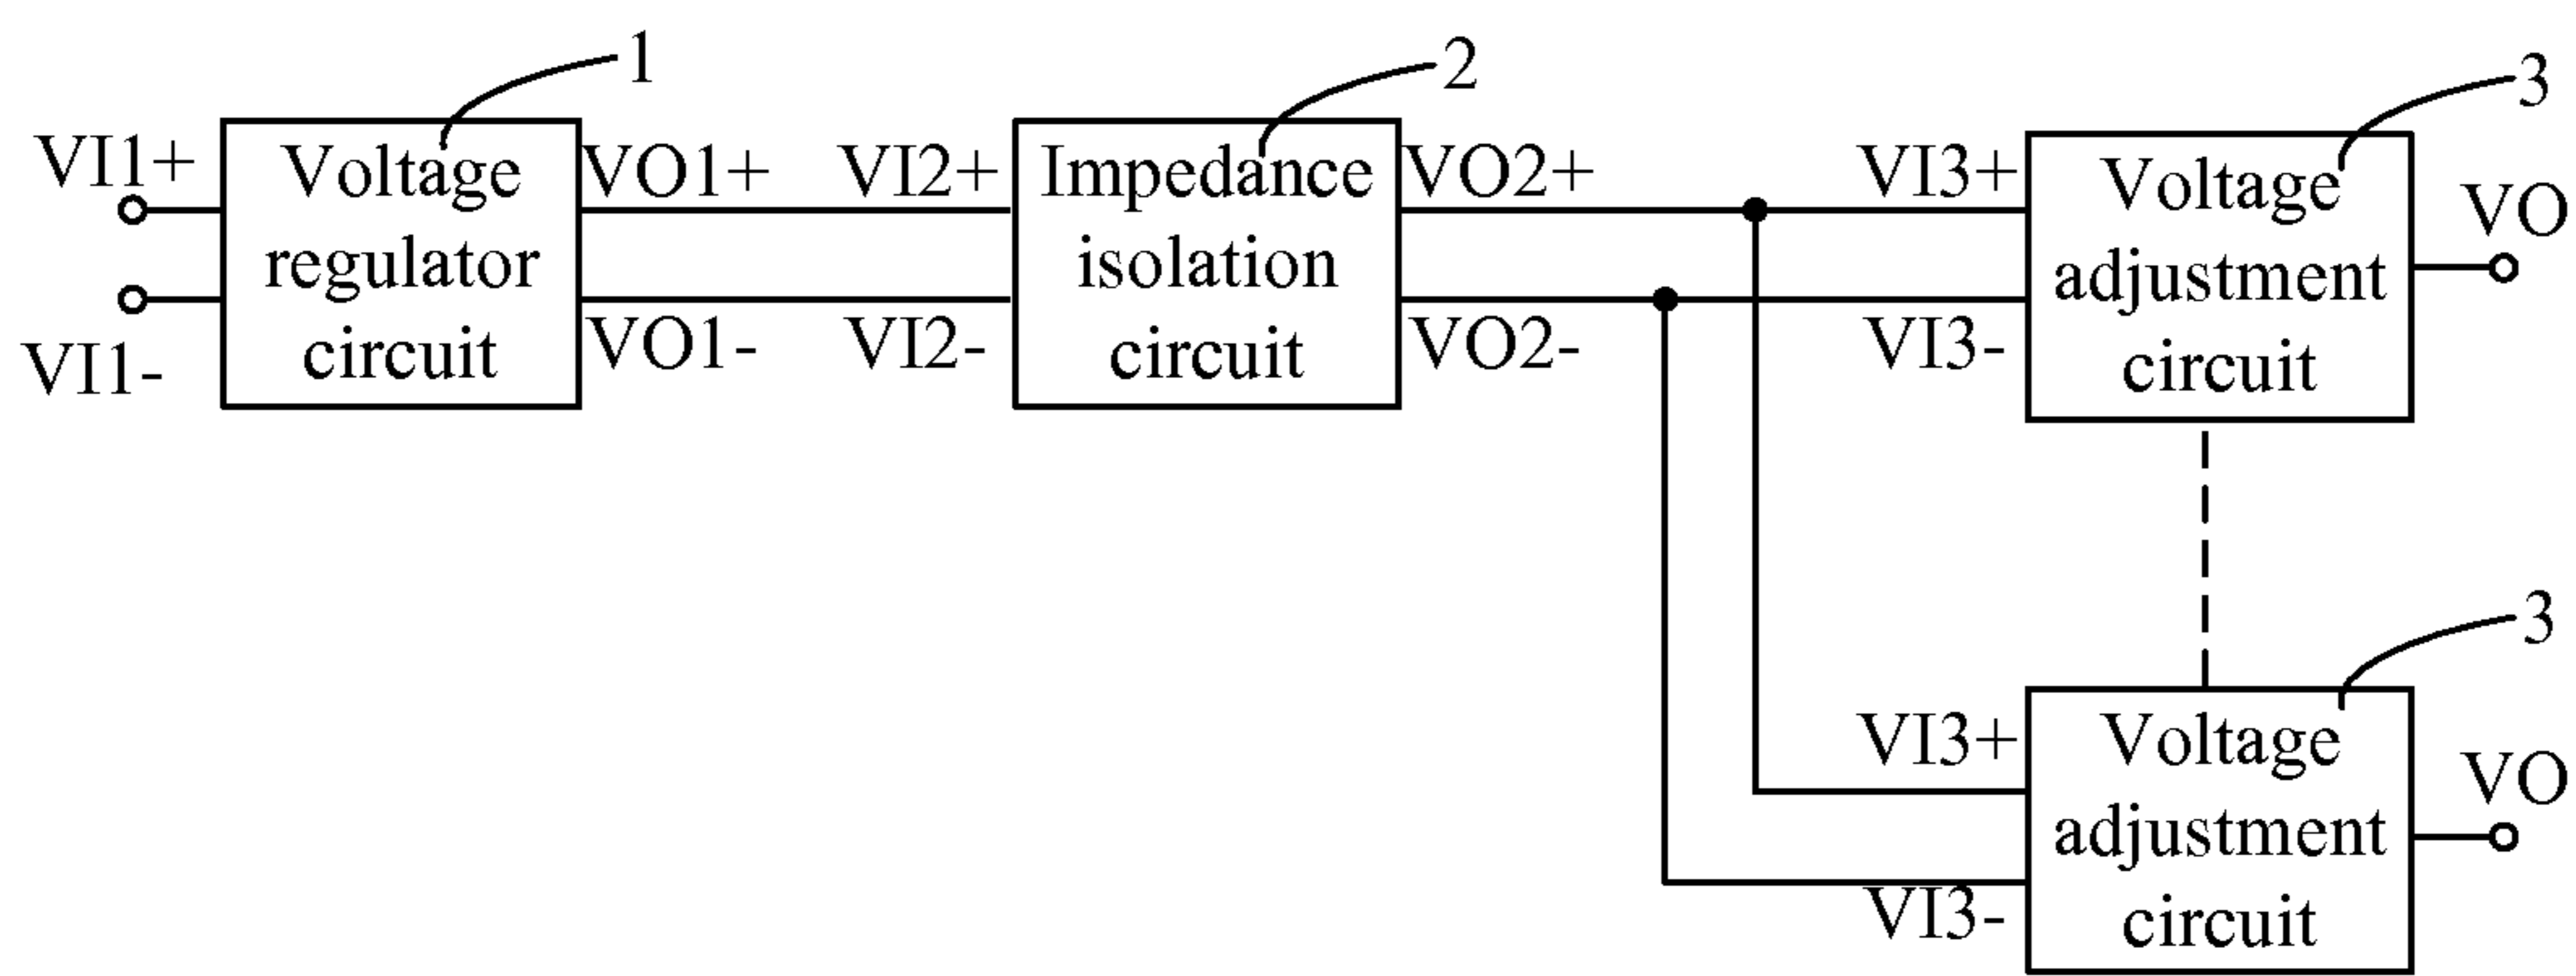 1
2
3
VI1+
Voltage
regulator
circuit
VI1-
VO1+
VO1-
VI2+
VI2-
Impedance
isolation
circuit
VO2+
VO2-
VI3+
VI3-
Voltage
adjustment
circuit
VO
3
VI3+
VI3-
Voltage
adjustment
circuit
VO